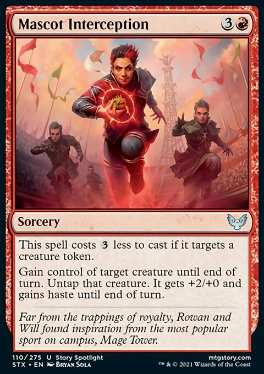 Mascot Interception 3
Sorcery
This spell costs 3 less to cast if it targets a
creature token.
Gain control of target creature until end of
turn. Untap that creature. It gets +2/+0 and
gains haste until end of turn.
Far from the trappings of royalty, Rowan and
Will found inspiration from the most popular
sport on campus, Mage Tower.
110/275 U Story Spotlight
STX • EN Bryan Sola
mtgstory.com
™ & © 2021 Wizards of the Coast